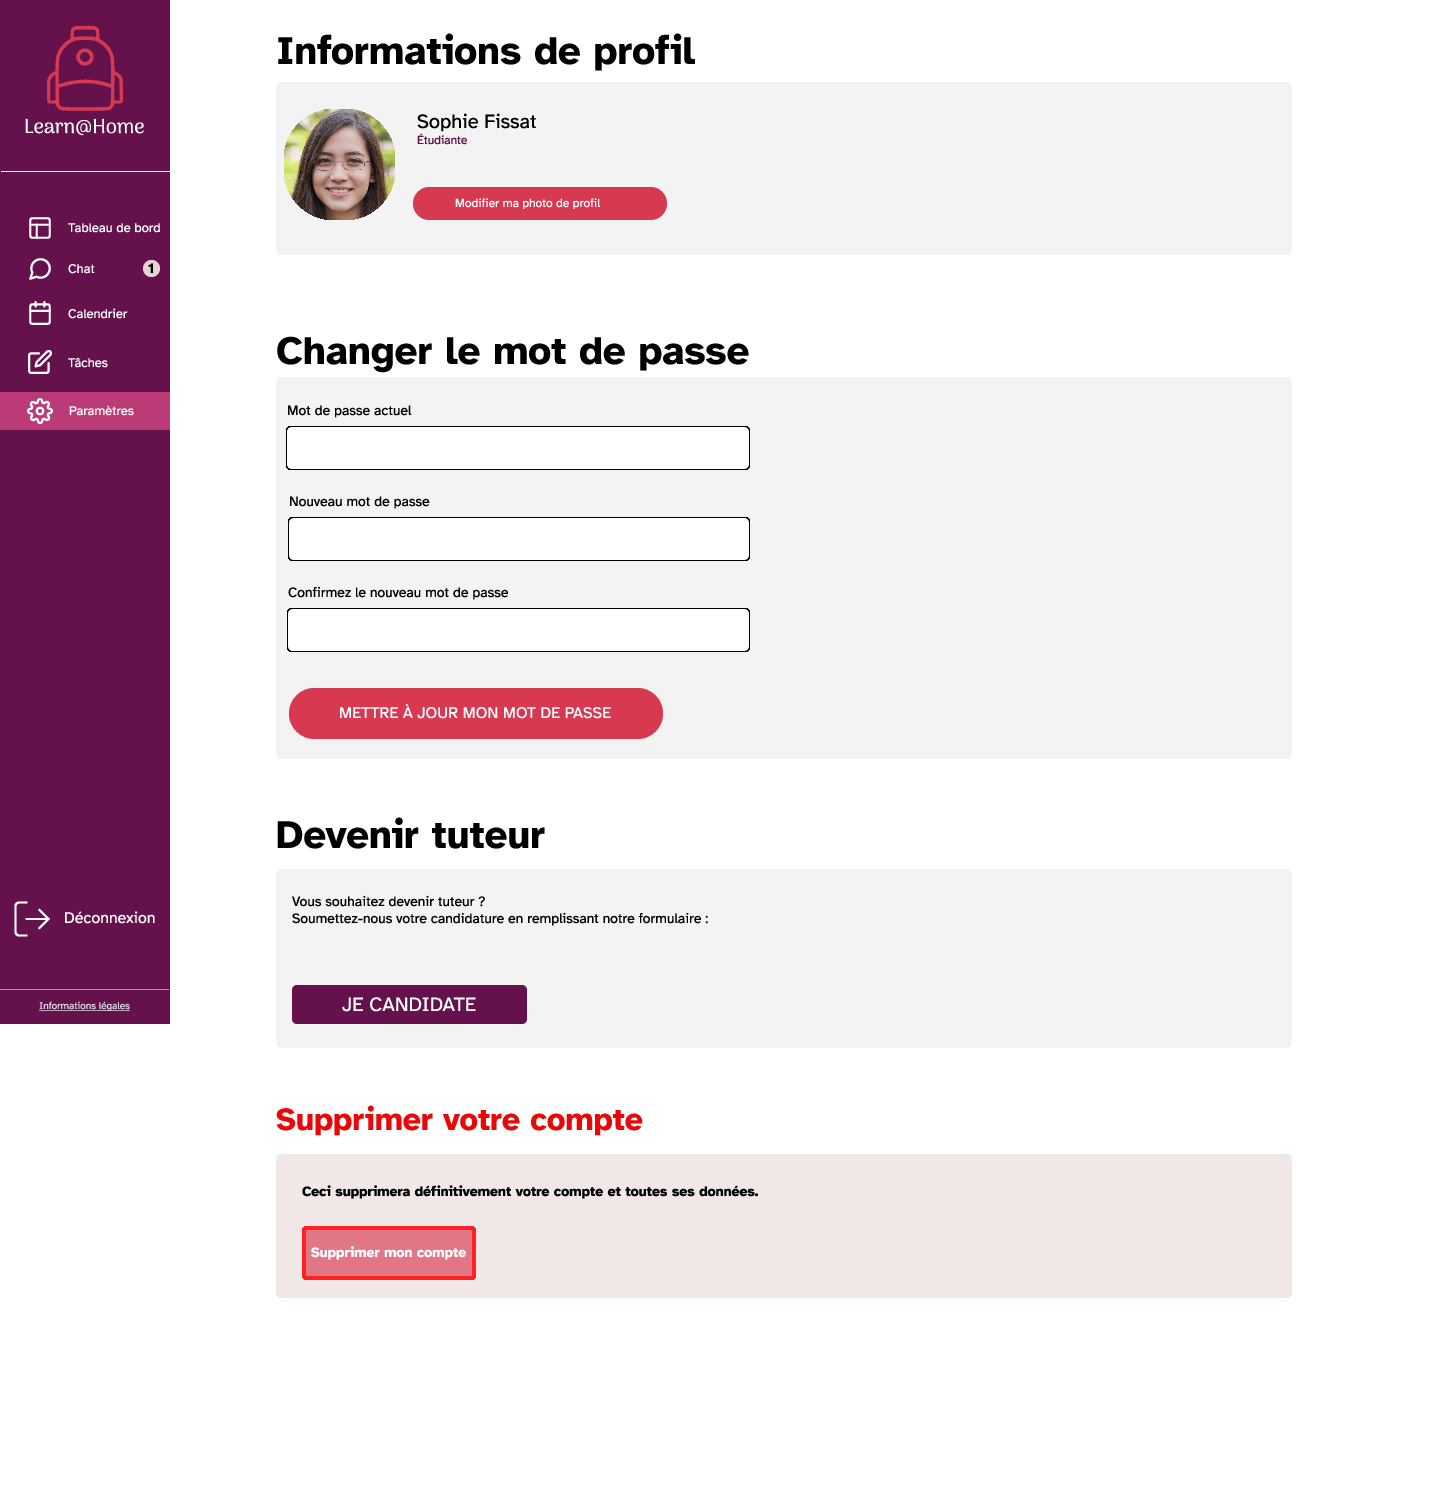 Learn@Home
Tableau de bord
Chat 1
Calendrier
Tâches
Paramètres
Déconnexion
Informations légales
Informations de profil
Sophie Fissat
Étudiante
Modifier ma photo de profil
Changer le mot de passe
Mot de passe actuel
Nouveau mot de passe
Confirmez le nouveau mot de passe
METTRE À JOUR MON MOT DE PASSE
Devenir tuteur
Vous souhaitez devenir tuteur ?
Soumettez-nous votre candidature en remplissant notre formulaire :
JE CANDIDATE
Supprimer votre compte
Ceci supprimera définitivement votre compte et toutes ses données.
Supprimer mon compte